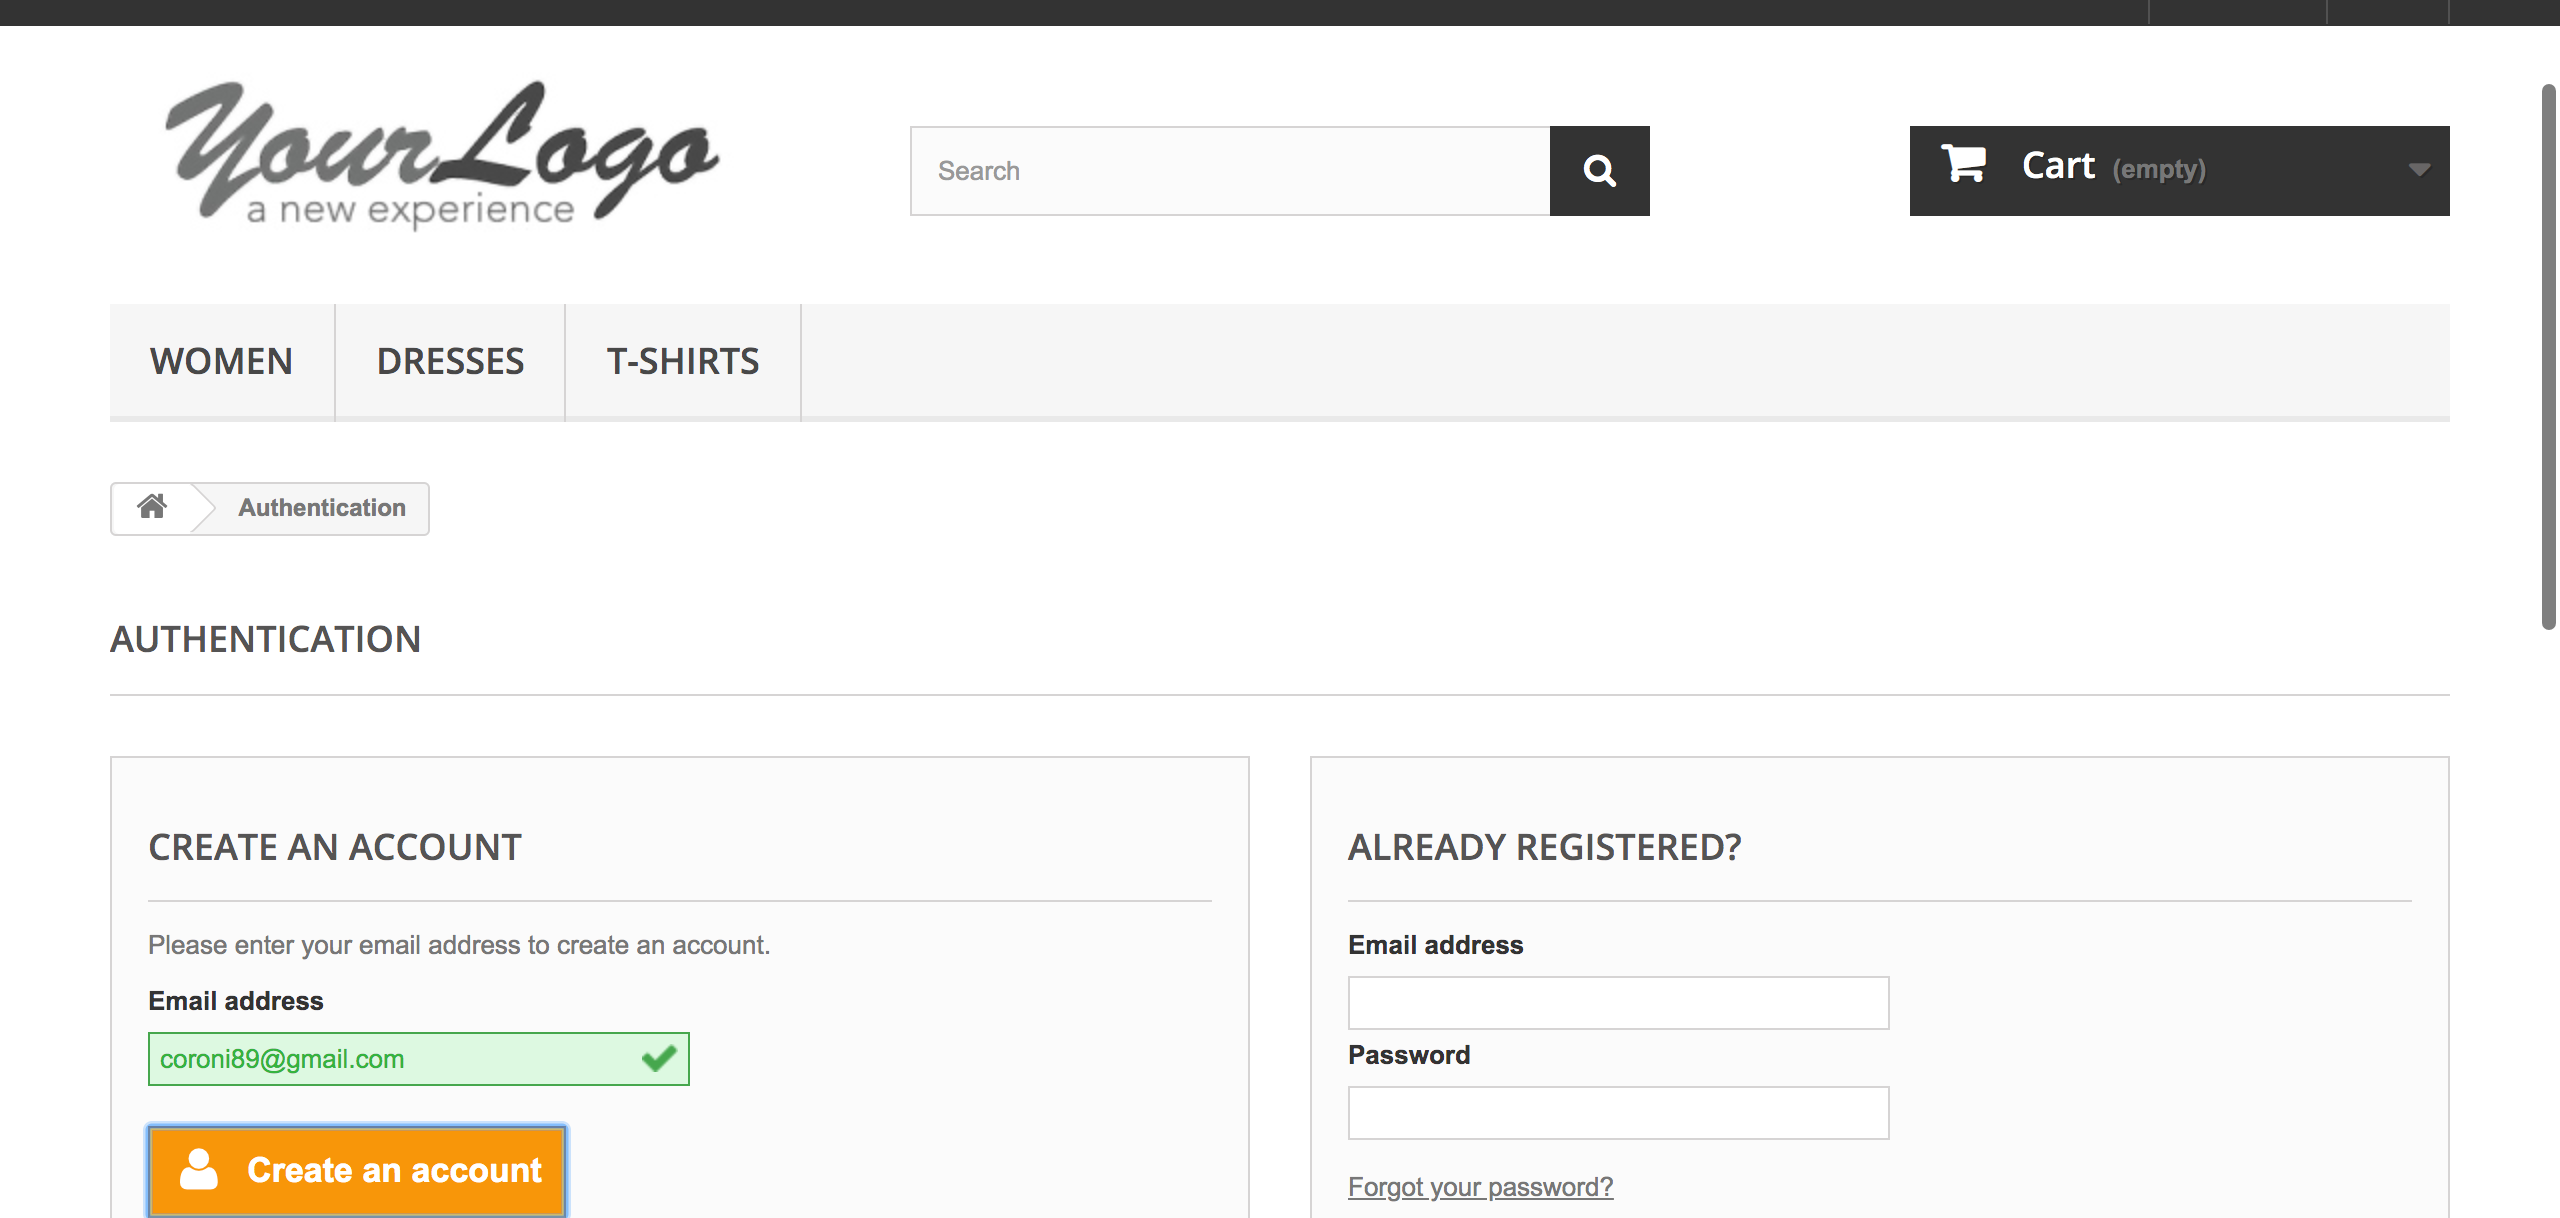 YourLogo
a new experience
Search
Cart (empty)
WOMEN
DRESSES
T-SHIRTS
Authentication
AUTHENTICATION
CREATE AN ACCOUNT
Please enter your email address to create an account.
Email address
coroni89@gmail.com
Create an account
ALREADY REGISTERED?
Email address
Password
Forgot your password?